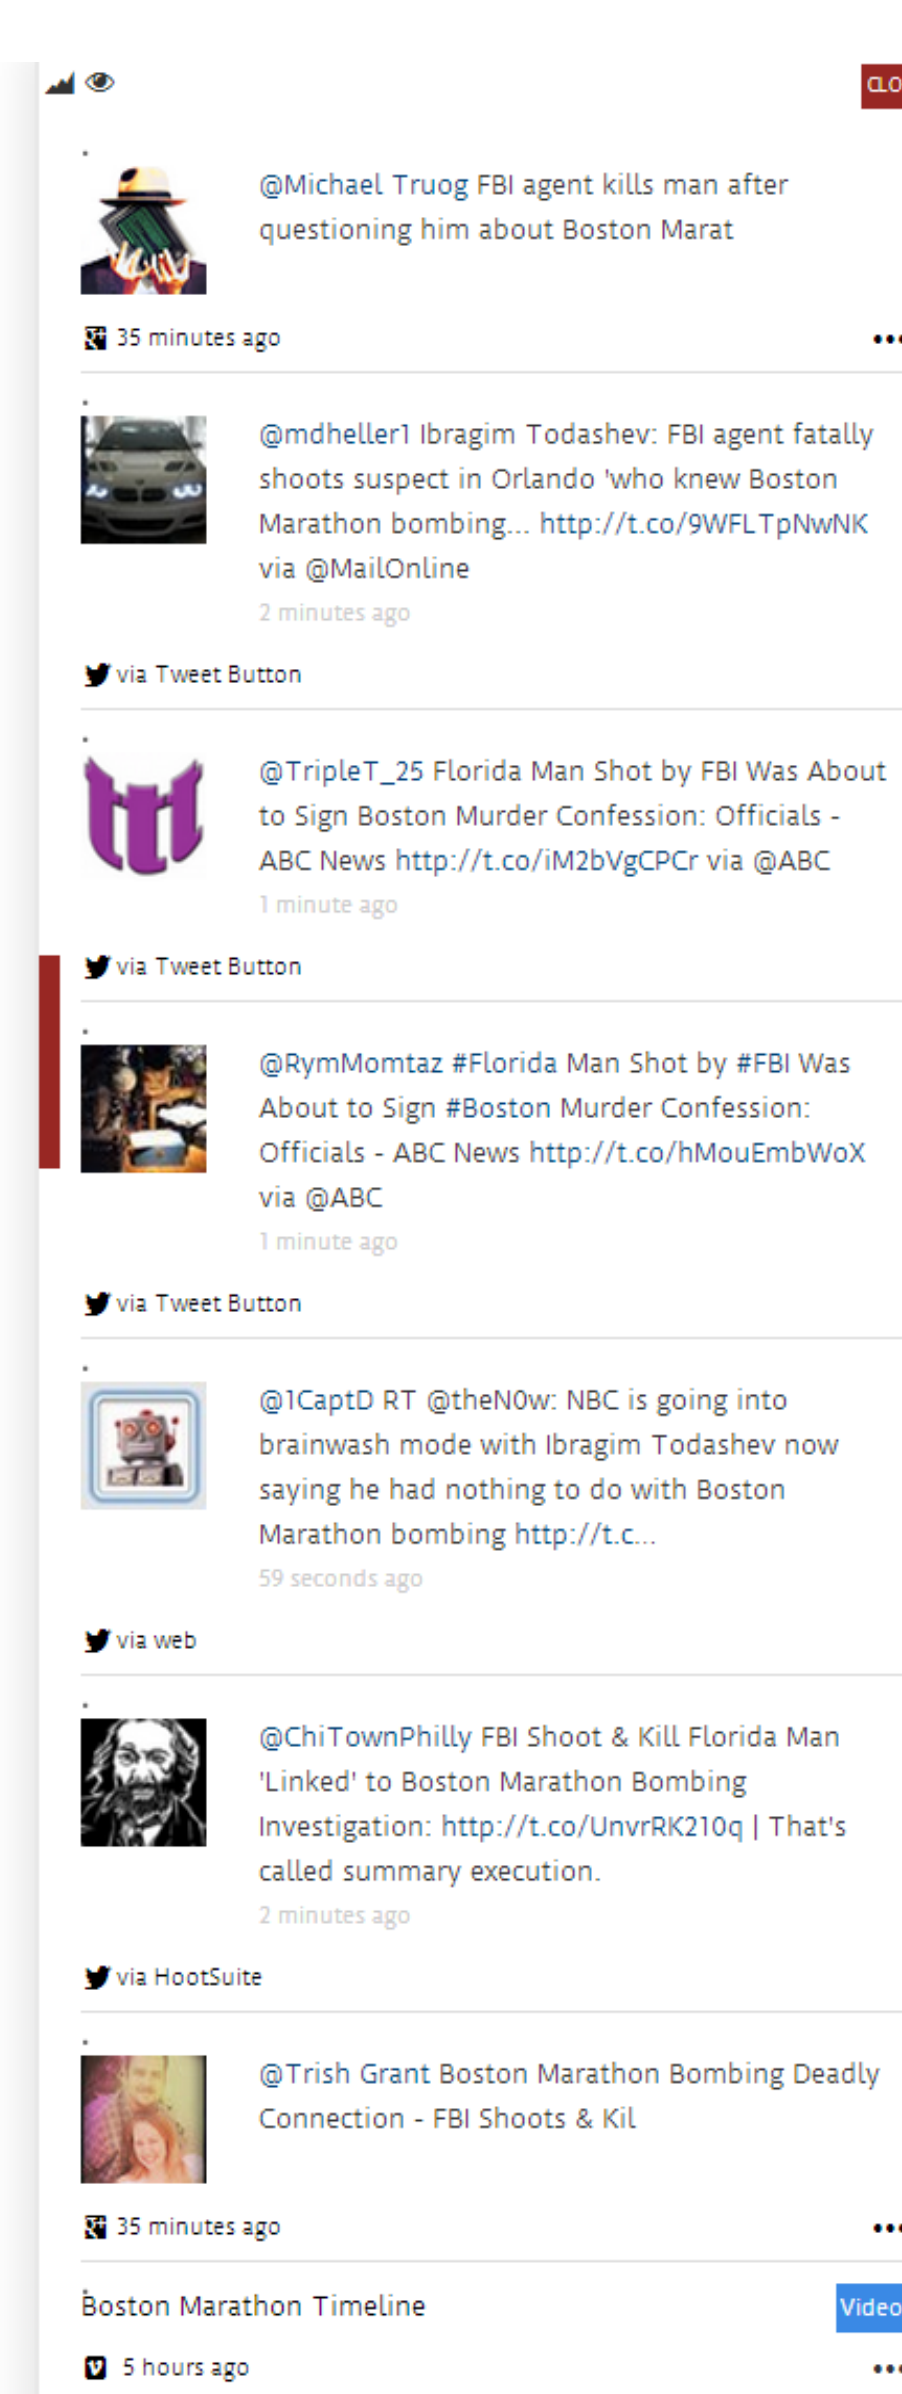 CLO
@Michael Truog FBI agent kills man after
questioning him about Boston Marat
35 minutes ago
@mdheller1 Ibragim Todashev: FBI agent fatally
shoots suspect in Orlando 'who knew Boston
Marathon bombing... http://t.co/9WFLTpNwNK
via @MailOnline
2 minutes ago
via Tweet Button
@TripleT_25 Florida Man Shot by FBI Was About
to Sign Boston Murder Confession: Officials -
ABC News http://t.co/iM2bVgCPCr via @ABC
1 minute ago
via Tweet Button
@RymMomtaz #Florida Man Shot by #FBI Was
About to Sign #Boston Murder Confession:
Officials - ABC News http://t.co/hMouEmbWoX
via @ABC
1 minute ago
via Tweet Button
@1CaptD RT @theN0w: NBC is going into
brainwash mode with Ibragim Todashev now
saying he had nothing to do with Boston
Marathon bombing http://t.c...
59 seconds ago
via web
@ChiTownPhilly FBI Shoot & Kill Florida Man
'Linked' to Boston Marathon Bombing
Investigation: http://t.co/UnvrRK210q | That's
called summary execution.
2 minutes ago
via HootSuite
@Trish Grant Boston Marathon Bombing Deadly
Connection - FBI Shoots & Kil
35 minutes ago
Boston Marathon Timeline
Video
5 hours ago